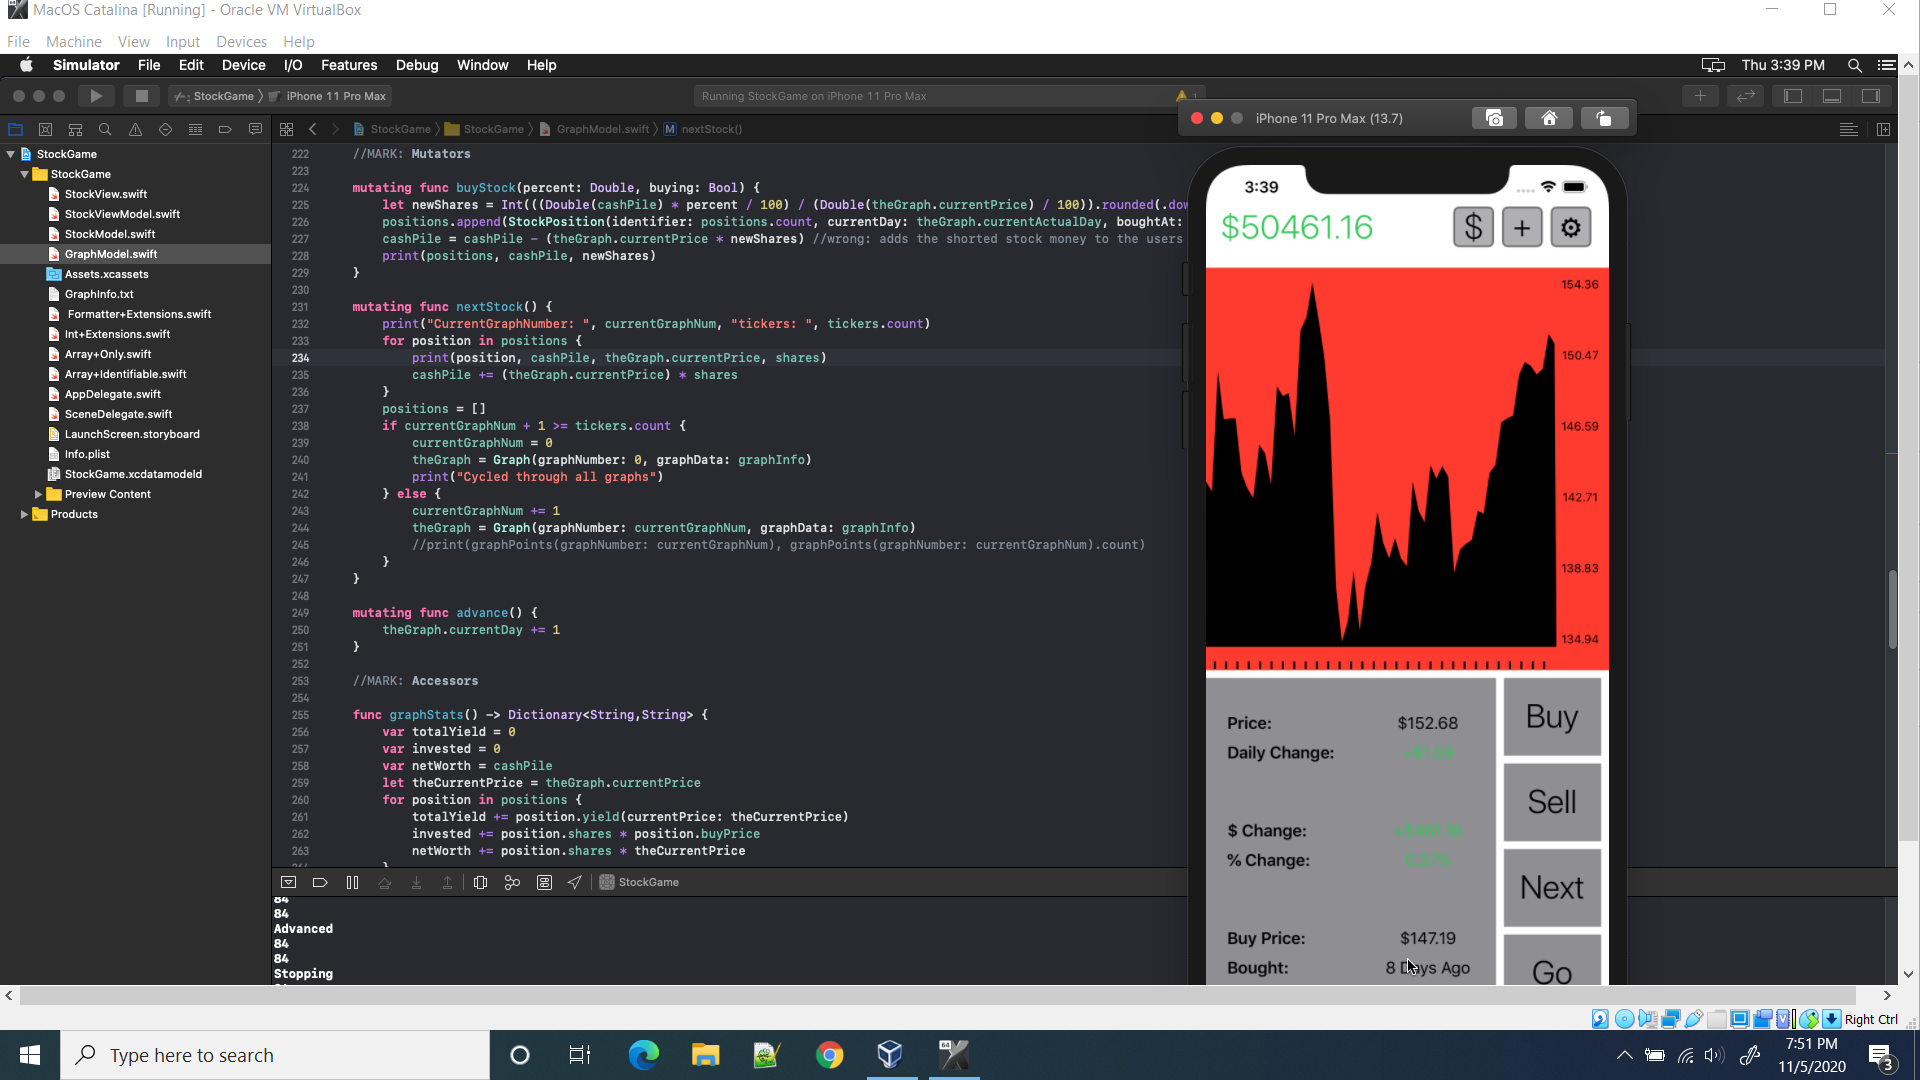 MacOS Catalina [Running] - Oracle VM VirtualBox
File Machine View Input Devices Help
Simulator File Edit Device I/O Features Debug Window Help
Thu 3:39 PM
StockGame iPhone 11 Pro Max
Running StockGame on iPhone 11 Pro Max
1
StockGame StockGame GraphModel.swift M nextStock()
StockGame
StockGame
StockView.swift
StockViewModel.swift
StockModel.swift
GraphModel.swift
Assets.xcassets
GraphInfo.txt
Formatter+Extensions.swift
Int+Extensions.swift
Array+Only.swift
Array+Identifiable.swift
AppDelegate.swift
SceneDelegate.swift
LaunchScreen.storyboard
Info.plist
StockGame.xcdatamodeld
Preview Content
Products
222 //MARK: Mutators
223
224 mutating func buyStock(percent: Double, buying: Bool) {
225 let newShares = Int(((Double(cashPile) * percent / 100) / (Double(theGraph.currentPrice) / 100)).rounded(.dow
226 positions.append(StockPosition(identifier: positions.count, currentDay: theGraph.currentActualDay, boughtAt:
227 cashPile = cashPile - (theGraph.currentPrice * newShares) //wrong: adds the shorted stock money to the users
228 print(positions, cashPile, newShares)
229 }
230
231 mutating func nextStock() {
232 print("CurrentGraphNumber: ", currentGraphNum, "tickers: ", tickers.count)
233 for position in positions {
234 print(position, cashPile, theGraph.currentPrice, shares)
235 cashPile += (theGraph.currentPrice) * shares
236 }
237 positions = []
238 if currentGraphNum + 1 >= tickers.count {
239 currentGraphNum = 0
240 theGraph = Graph(graphNumber: 0, graphData: graphInfo)
241 print("Cycled through all graphs")
242 } else {
243 currentGraphNum += 1
244 theGraph = Graph(graphNumber: currentGraphNum, graphData: graphInfo)
245 //print(graphPoints(graphNumber: currentGraphNum), graphPoints(graphNumber: currentGraphNum).count)
246 }
247 }
248
249 mutating func advance() {
250 theGraph.currentDay += 1
251 }
252
253 //MARK: Accessors
254
255 func graphStats() -> Dictionary<String,String> {
256 var totalYield = 0
257 var invested = 0
258 var netWorth = cashPile
259 let theCurrentPrice = theGraph.currentPrice
260 for position in positions {
261 totalYield += position.yield(currentPrice: theCurrentPrice)
262 invested += position.shares * position.buyPrice
263 netWorth += position.shares * theCurrentPrice
StockGame
84
84
Advanced
84
84
Stopping
iPhone 11 Pro Max (13.7)
3:39
$50461.16
$ +
154.36
150.47
146.59
142.71
138.83
134.94
Price: $152.68
Daily Change:
$ Change:
% Change: 0.37%
Buy Price: $147.19
Bought: 8 Days Ago
Buy
Sell
Next
Go
Right Ctrl
Type here to search
7:51 PM
11/5/2020
3